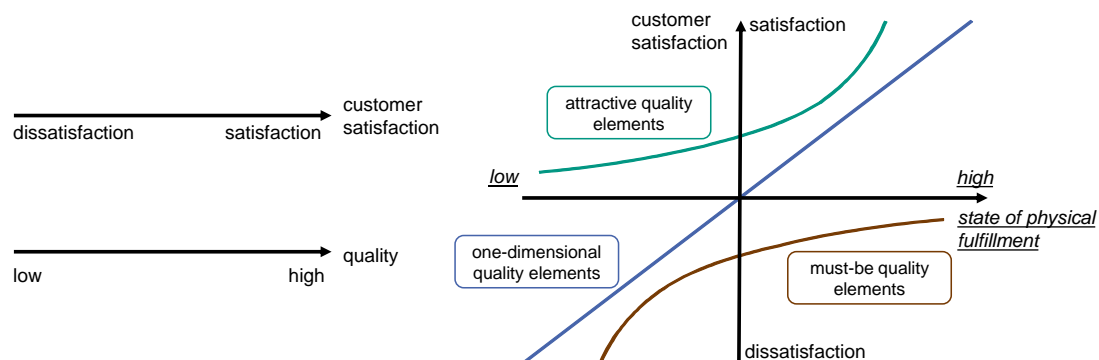 customer
satisfaction
dissatisfaction
satisfaction
quality
low
high
customer
satisfaction
satisfaction
attractive quality
elements
low
high
state of physical
fulfillment
one-dimensional
quality elements
must-be quality
elements
dissatisfaction